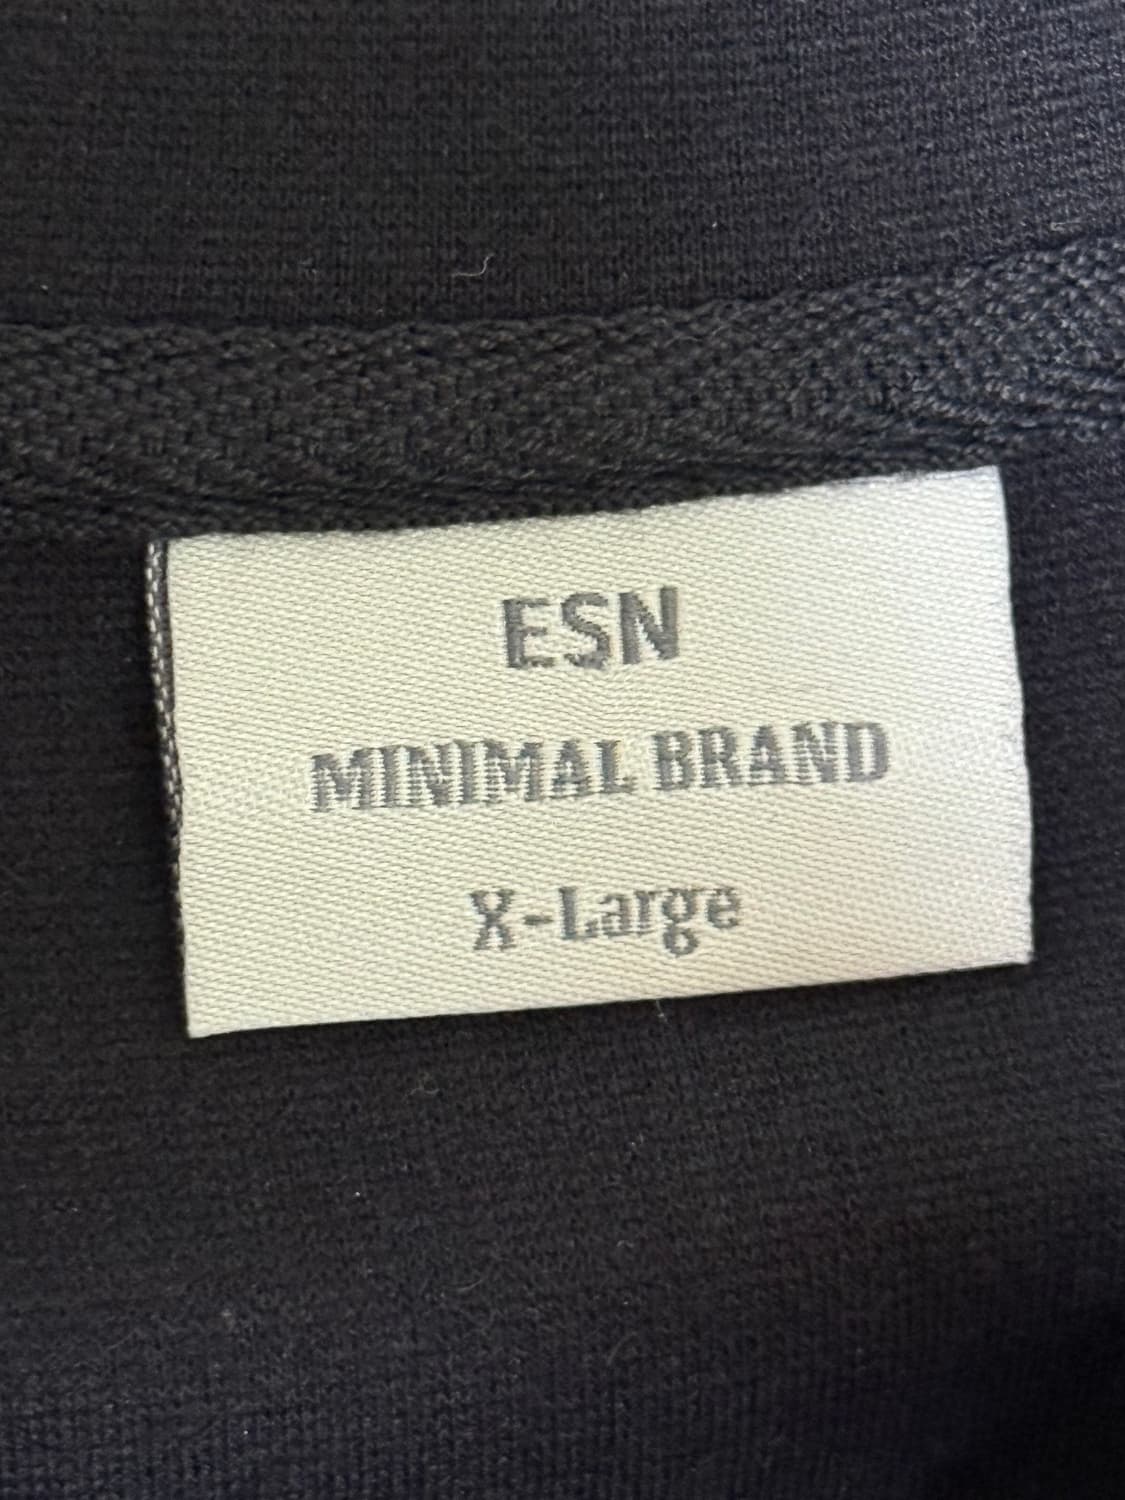 ESN
MINIMAL BRAND
X-Large